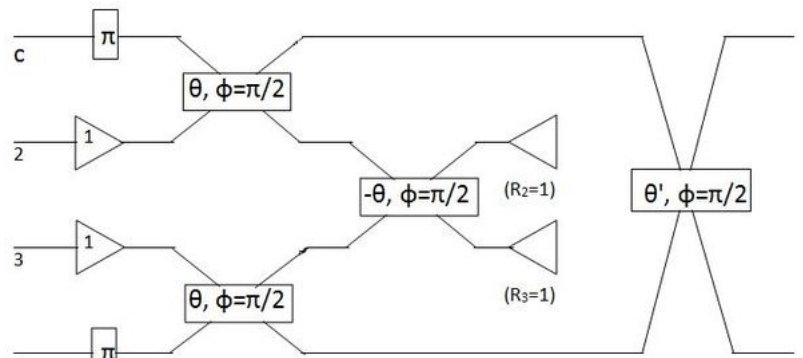 π
c
θ, ϕ=π/2
1
2
-θ, ϕ=π/2
(R₂=1)
θ', ϕ=π/2
1
3
θ, ϕ=π/2
(R₃=1)
π